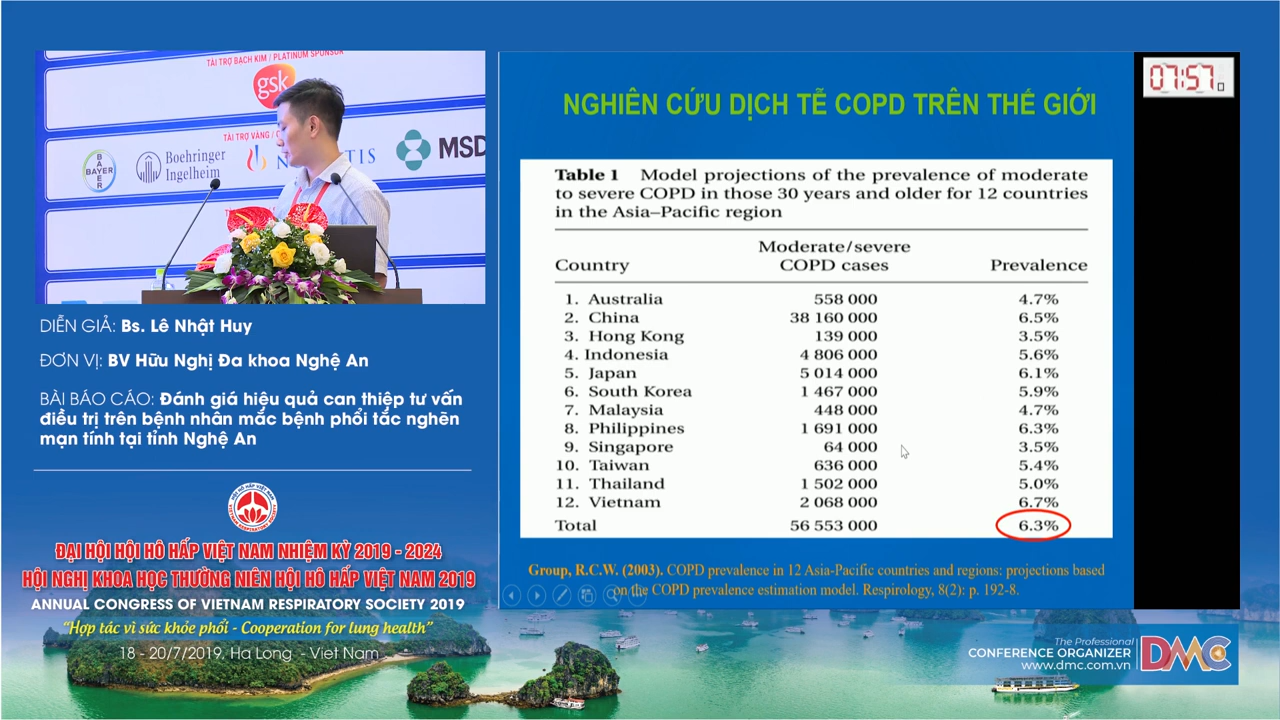 TÀI TRỢ BẠCH KIM / PLATINUM SPONSOR
gsk
TÀI TRỢ VÀNG /
BAYER
BAYER
Boehringer
Ingelheim
MSD
DIỄN GIẢ: Bs. Lê Nhật Huy
ĐƠN VỊ: BV Hữu Nghị Đa khoa Nghệ An
BÀI BÁO CÁO: Đánh giá hiệu quả can thiệp tư vấn
điều trị trên bệnh nhân mắc bệnh phổi tắc nghẽn
mạn tính tại tỉnh Nghệ An
HỘI HÔ HẤP VIỆT NAM
VIETNAM RESPIRATORY SOCIETY
ĐẠI HỘI HỘI HÔ HẤP VIỆT NAM NHIỆM KỲ 2019 - 2024
HỘI NGHỊ KHOA HỌC THƯỜNG NIÊN HỘI HÔ HẤP VIỆT NAM 2019
ANNUAL CONGRESS OF VIETNAM RESPIRATORY SOCIETY 2019
"Hợp tác vì sức khỏe phổi - Cooperation for lung health"
18 - 20/7/2019, Ha Long - Viet Nam
07:57
NGHIÊN CỨU DỊCH TỄ COPD TRÊN THẾ GIỚI
Table 1 Model projections of the prevalence of moderate
to severe COPD in those 30 years and older for 12 countries
in the Asia–Pacific region
Moderate/severe
Country COPD cases Prevalence
1. Australia 558 000 4.7%
2. China 38 160 000 6.5%
3. Hong Kong 139 000 3.5%
4. Indonesia 4 806 000 5.6%
5. Japan 5 014 000 6.1%
6. South Korea 1 467 000 5.9%
7. Malaysia 448 000 4.7%
8. Philippines 1 691 000 6.3%
9. Singapore 64 000 3.5%
10. Taiwan 636 000 5.4%
11. Thailand 1 502 000 5.0%
12. Vietnam 2 068 000 6.7%
Total 56 553 000 6.3%
Group, R.C.W. (2003). COPD prevalence in 12 Asia-Pacific countries and regions: projections based
on the COPD prevalence estimation model. Respirology, 8(2): p. 192-8.
The Professional
CONFERENCE ORGANIZER
www.dmc.com.vn
DMC